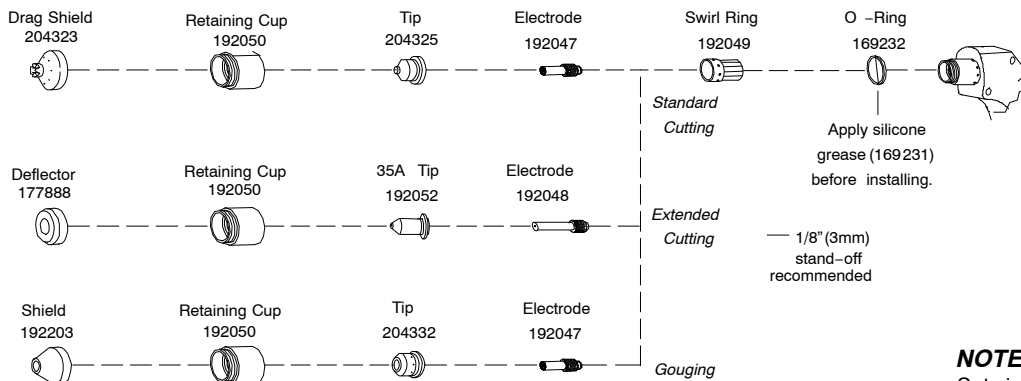 Drag Shield
204323
Retaining Cup
192050
Tip
204325
Electrode
192047
Swirl Ring
192049
O –Ring
169232
Standard
Cutting
Apply silicone
grease (169231)
before installing.
Deflector
177888
Retaining Cup
192050
35A Tip
192052
Electrode
192048
Extended
Cutting
1/8” (3mm)
stand–off
recommended
Shield
192203
Retaining Cup
192050
Tip
204332
Electrode
192047
Gouging
NOTE